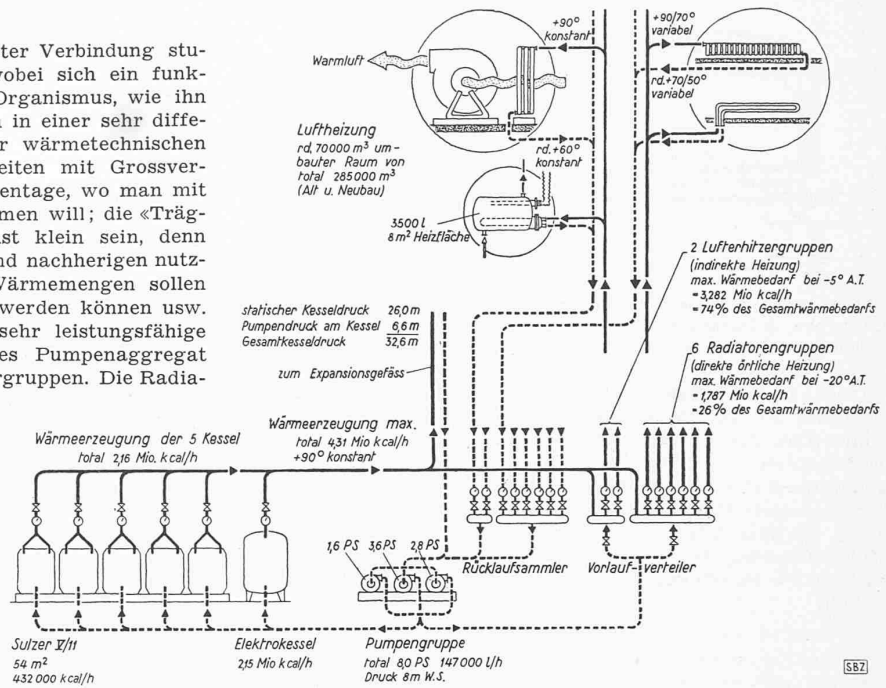 ter Verbindung stu-
vobei sich ein funk-
Organismus, wie ihn
n in einer sehr diffe-
r wärmetechnischen
eiten mit Grossver-
entage, wo man mit
men will; die «Träg-
st klein sein, denn
nd nachherigen nutz-
Wärmemengen sollen
werden können usw.
sehr leistungsfähige
es Pumpenaggregat
rgruppen. Die Radia-
+90°
konstant
Warmluft
+90/70°
variabel
rd.+70/50°
variabel
Luftheizung
rd. 70000 m³ um-
bauter Raum von
total 285000 m³
(Alt u. Neubau)
rd.+60°
konstant
3500 l
8 m² Heizfläche
2 Lufterhitzergruppen
(indirekte Heizung)
max. Wärmebedarf bei -5° A.T.
= 3,282 Mio kcal/h
= 74% des Gesamtwärmebedarfs
6 Radiatorengruppen
(direkte örtliche Heizung)
max. Wärmebedarf bei -20° A.T.
= 1,787 Mio kcal/h
= 26% des Gesamtwärmebedarfs
statischer Kesseldruck 26,0 m
Pumpendruck am Kessel 6,6 m
Gesamtkesseldruck 32,6 m
zum Expansionsgefäss
Wärmeerzeugung der 5 Kessel
total 2,16 Mio. kcal/h
Wärmeerzeugung max.
total 4,31 Mio kcal/h
+90° konstant
1,6 PS 3,6 PS 2,8 PS
Rücklaufsammler
Vorlauf-verteiler
Sulzer V/11
54 m²
432 000 kcal/h
Elektrokessel
2,15 Mio kcal/h
Pumpengruppe
total 8,0 PS 147000 l/h
Druck 8 m W.S.
SBZ